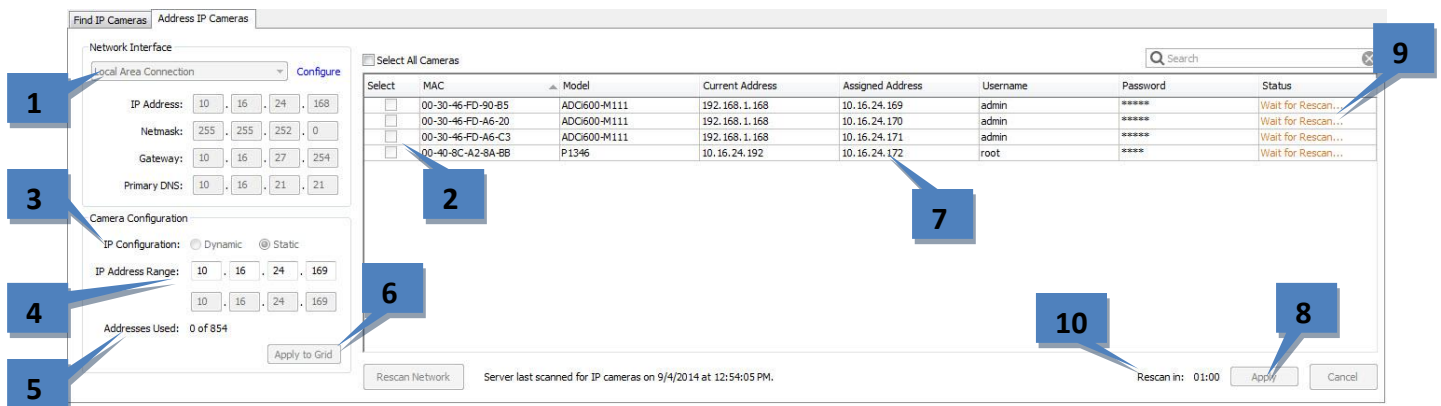 Find IP Cameras Address IP Cameras
Network Interface
Local Area Connection Configure
IP Address: 10 . 16 . 24 . 168
Netmask: 255 . 255 . 252 . 0
Gateway: 10 . 16 . 27 . 254
Primary DNS: 10 . 16 . 21 . 21
Camera Configuration
IP Configuration: Dynamic Static
IP Address Range: 10 . 16 . 24 . 169
10 . 16 . 24 . 169
Addresses Used: 0 of 854
Apply to Grid
Select All Cameras
Search
Select MAC Model Current Address Assigned Address Username Password Status
00-30-46-FD-90-B5 ADCi600-M111 192.168.1.168 10.16.24.169 admin ***** Wait for Rescan...
00-30-46-FD-A6-20 ADCi600-M111 192.168.1.168 10.16.24.170 admin ***** Wait for Rescan...
00-30-46-FD-A6-C3 ADCi600-M111 192.168.1.168 10.16.24.171 admin ***** Wait for Rescan...
00-40-8C-A2-8A-BB P1346 10.16.24.192 10.16.24.172 root **** Wait for Rescan...
Rescan Network Server last scanned for IP cameras on 9/4/2014 at 12:54:05 PM.
Rescan in: 01:00 Apply Cancel
1
2
3
4
5
6
7
8
9
10